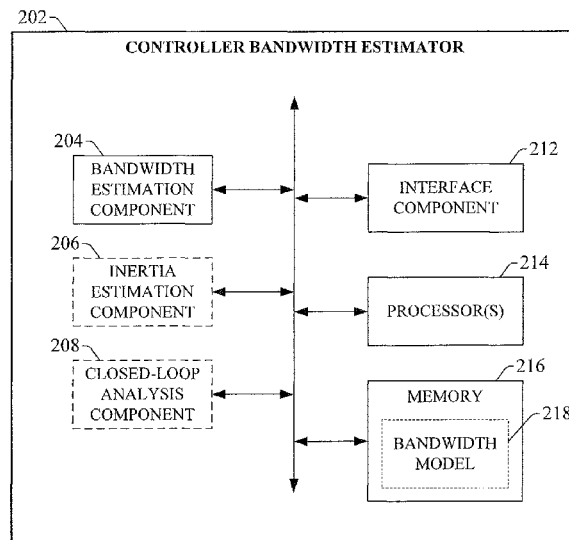 202
CONTROLLER BANDWIDTH ESTIMATOR
204
BANDWIDTH
ESTIMATION
COMPONENT
212
INTERFACE
COMPONENT
206
INERTIA
ESTIMATION
COMPONENT
214
PROCESSOR(S)
208
CLOSED-LOOP
ANALYSIS
COMPONENT
216
MEMORY
218
BANDWIDTH
MODEL